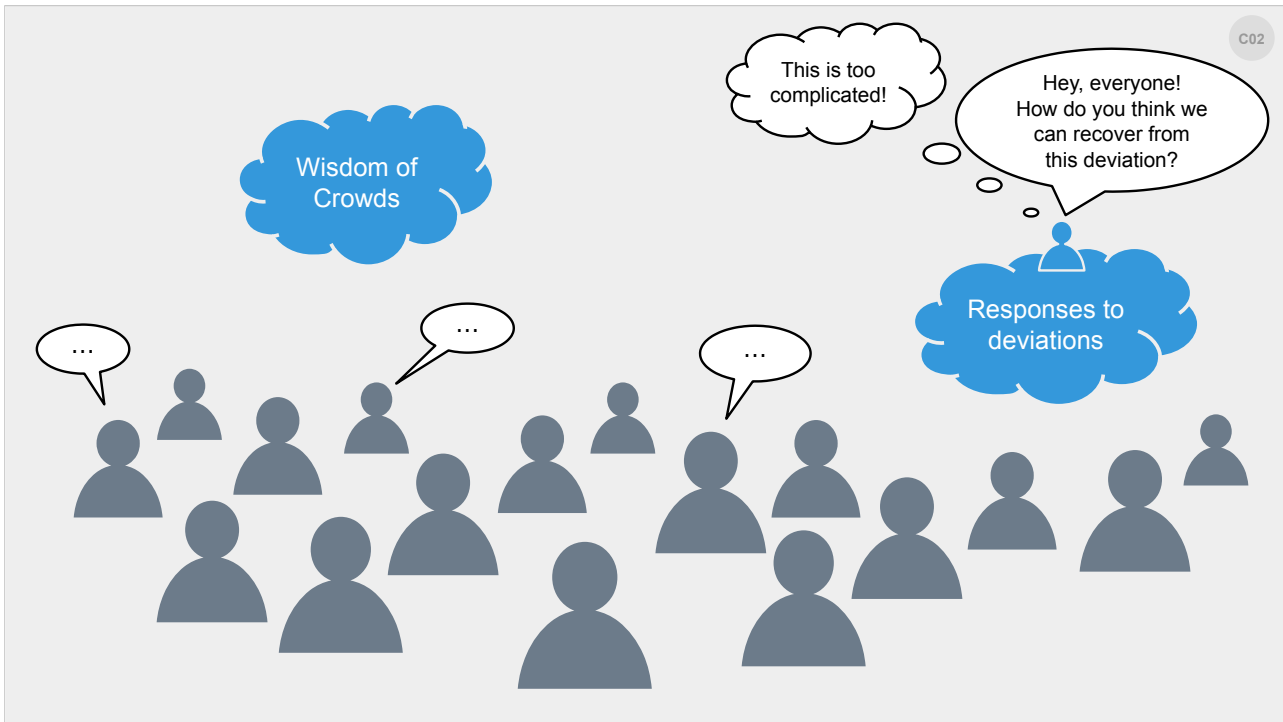 C02
This is too
complicated!
Hey, everyone!
How do you think we
can recover from
this deviation?
Wisdom of
Crowds
Responses to
deviations
...
...
...